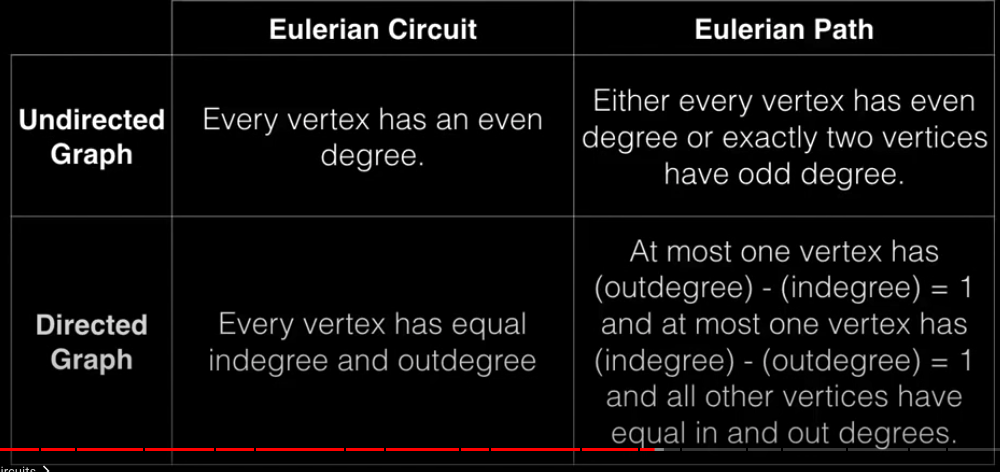 Eulerian Circuit
Eulerian Path
Undirected
Graph
Every vertex has an even
degree.
Either every vertex has even
degree or exactly two vertices
have odd degree.
Directed
Graph
Every vertex has equal
indegree and outdegree
At most one vertex has
(outdegree) - (indegree) = 1
and at most one vertex has
(indegree) - (outdegree) = 1
and all other vertices have
equal in and out degrees.